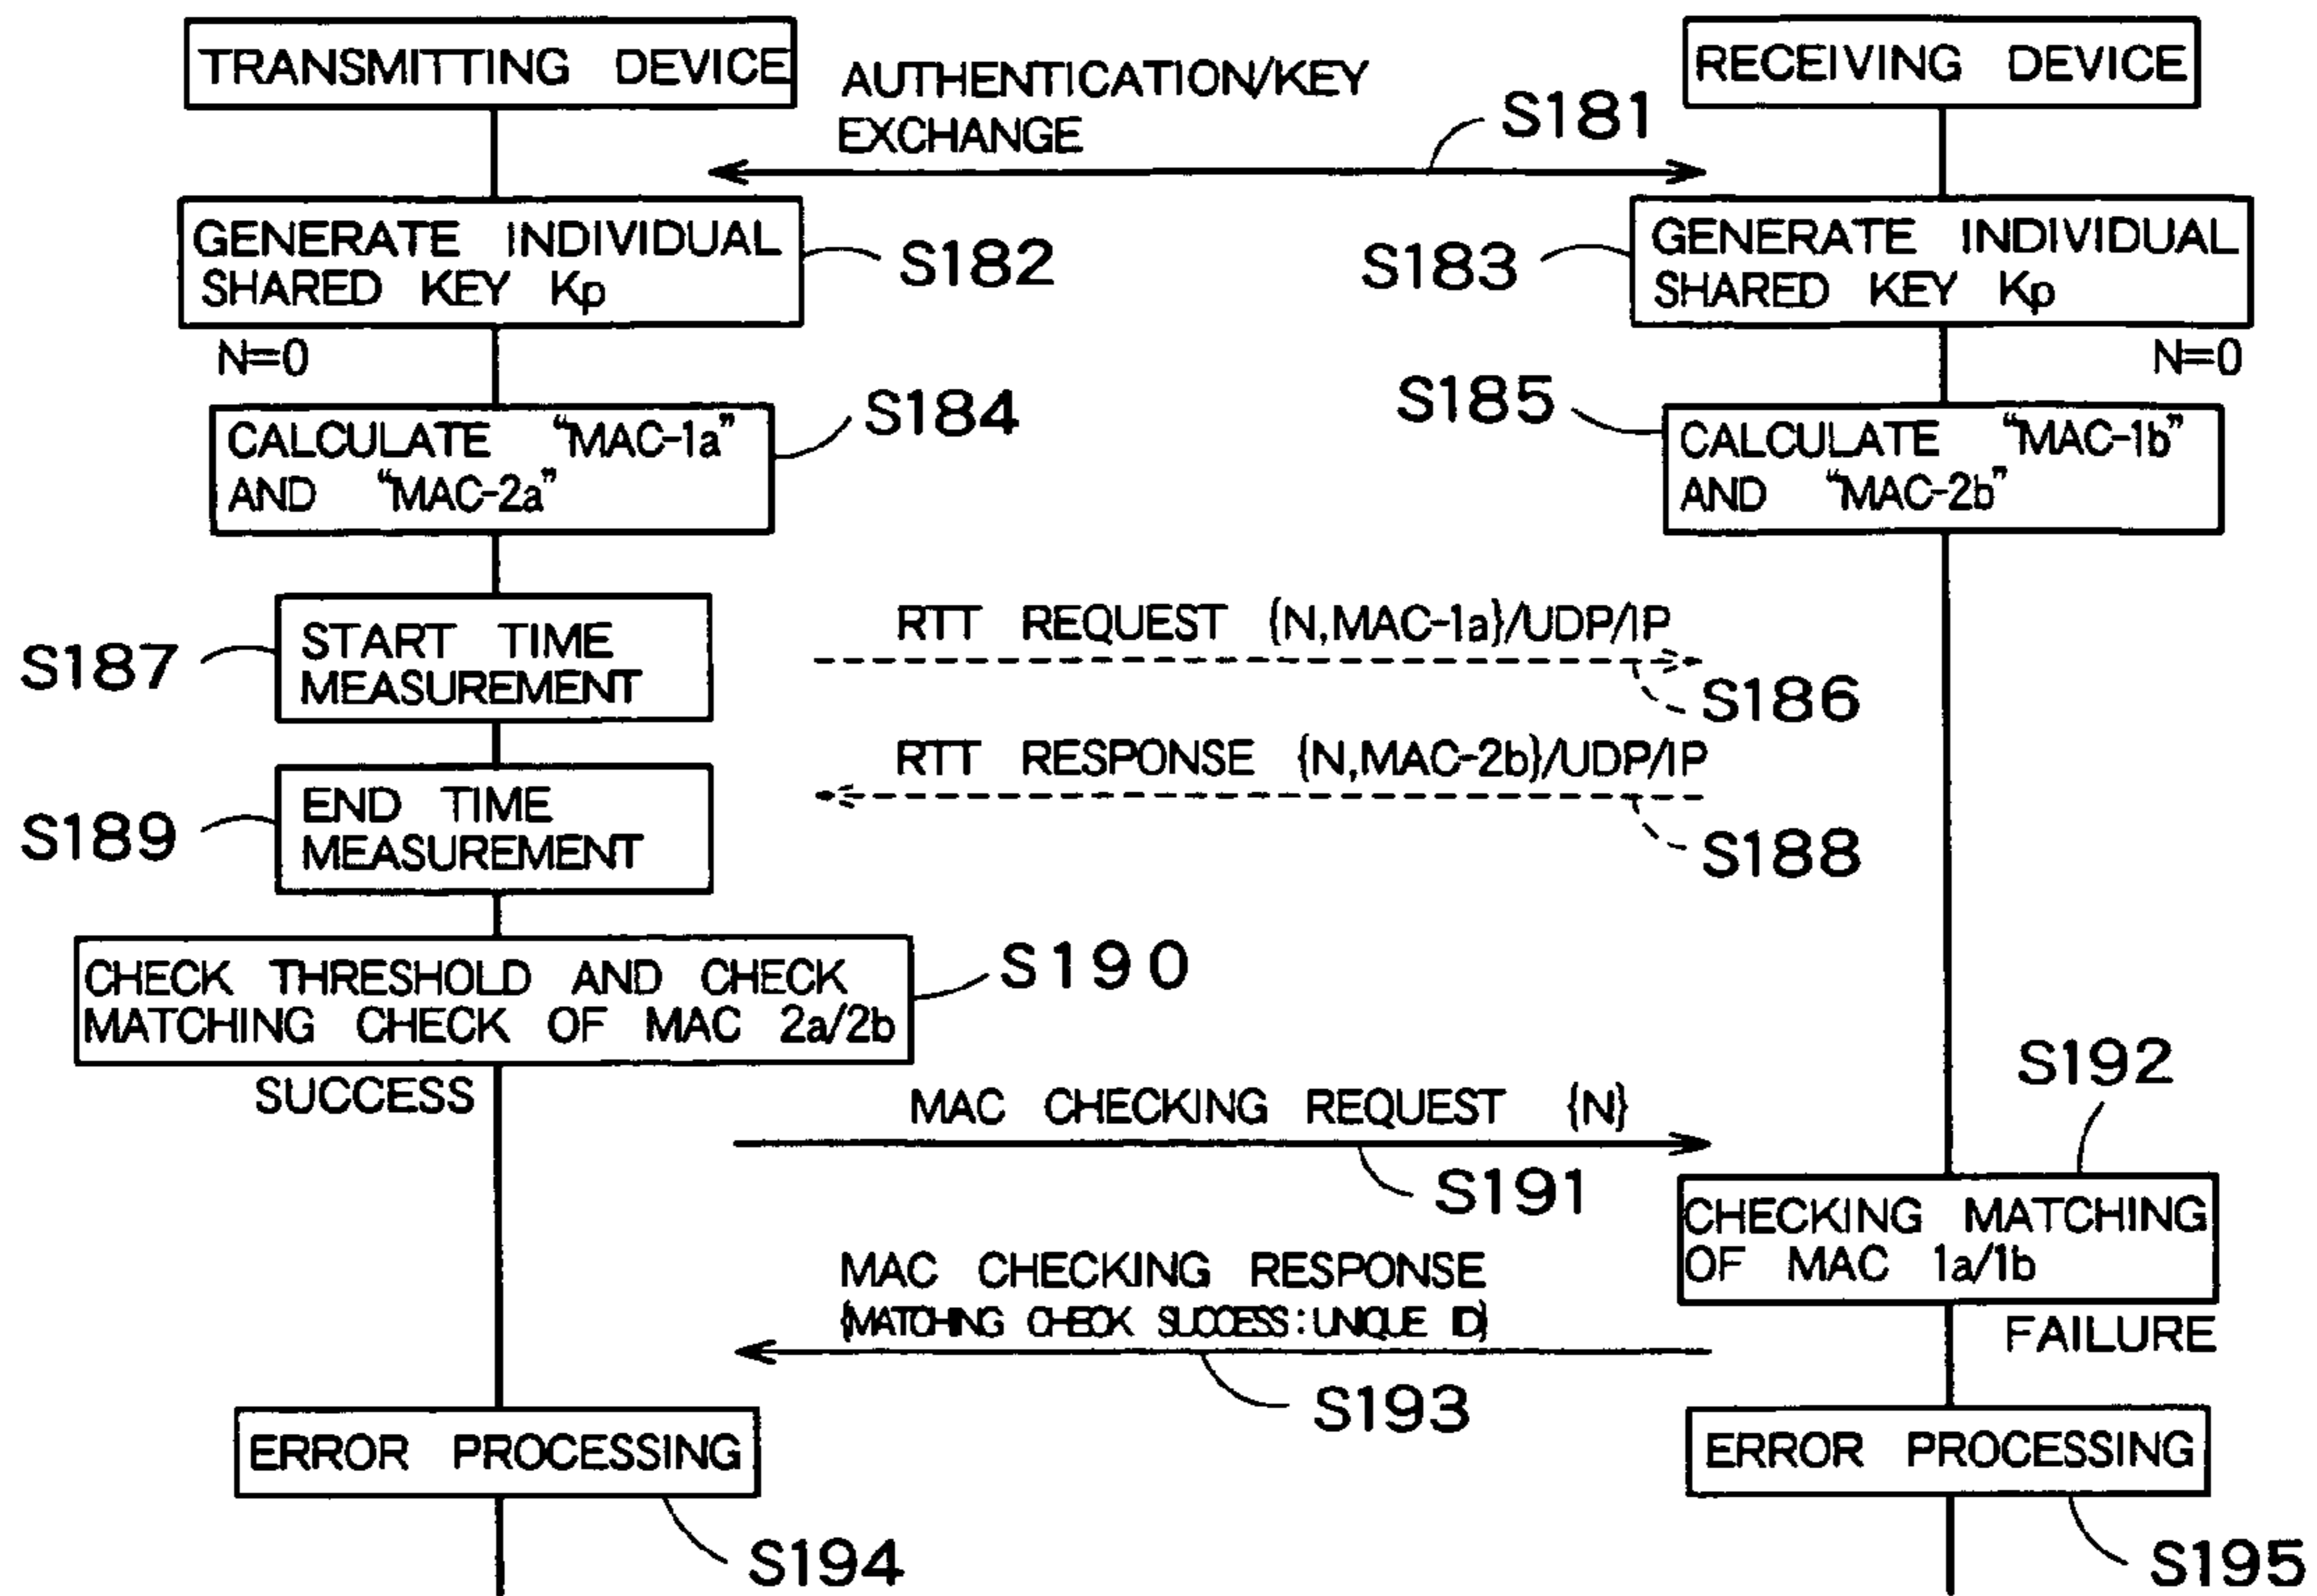 TRANSMITTING DEVICE
RECEIVING DEVICE
AUTHENTICATION/KEY
EXCHANGE
S181
GENERATE INDIVIDUAL
SHARED KEY Kp
S182
S183
GENERATE INDIVIDUAL
SHARED KEY Kp
N=0
N=0
CALCULATE "MAC-1a"
AND "MAC-2a"
S184
S185
CALCULATE "MAC-1b"
AND "MAC-2b"
S187
START TIME
MEASUREMENT
RTT REQUEST {N,MAC-1a}/UDP/IP
S186
RTT RESPONSE {N,MAC-2b}/UDP/IP
S188
S189
END TIME
MEASUREMENT
CHECK THRESHOLD AND CHECK
MATCHING CHECK OF MAC 2a/2b
S190
SUCCESS
MAC CHECKING REQUEST {N}
S191
S192
CHECKING MATCHING
OF MAC 1a/1b
MAC CHECKING RESPONSE
{MATCHING CHECK SUCCESS:UNIQUE ID}
S193
FAILURE
ERROR PROCESSING
S194
ERROR PROCESSING
S195